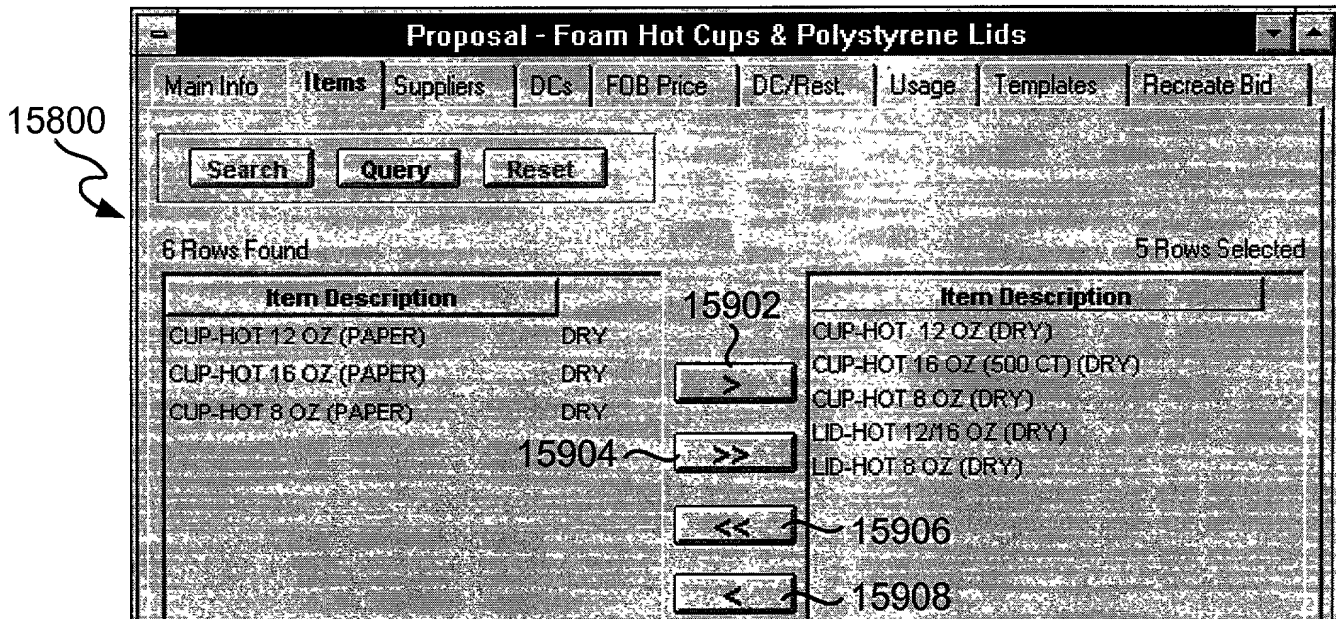 Proposal - Foam Hot Cups & Polystyrene Lids
Main Info Items Suppliers DCs FOB Price DC/Rest. Usage Templates Recreate Bid
15800
Search Query Reset
6 Rows Found 5 Rows Selected
Item Description 15902 Item Description
CUP-HOT 12 OZ (PAPER) DRY CUP-HOT 12 OZ (DRY)
CUP-HOT 16 OZ (PAPER) DRY > CUP-HOT 16 OZ (500 CT) (DRY)
CUP-HOT 8 OZ (PAPER) DRY CUP-HOT 8 OZ (DRY)
LID-HOT 12/16 OZ (DRY)
15904 >> LID-HOT 8 OZ (DRY)
<< 15906
< 15908